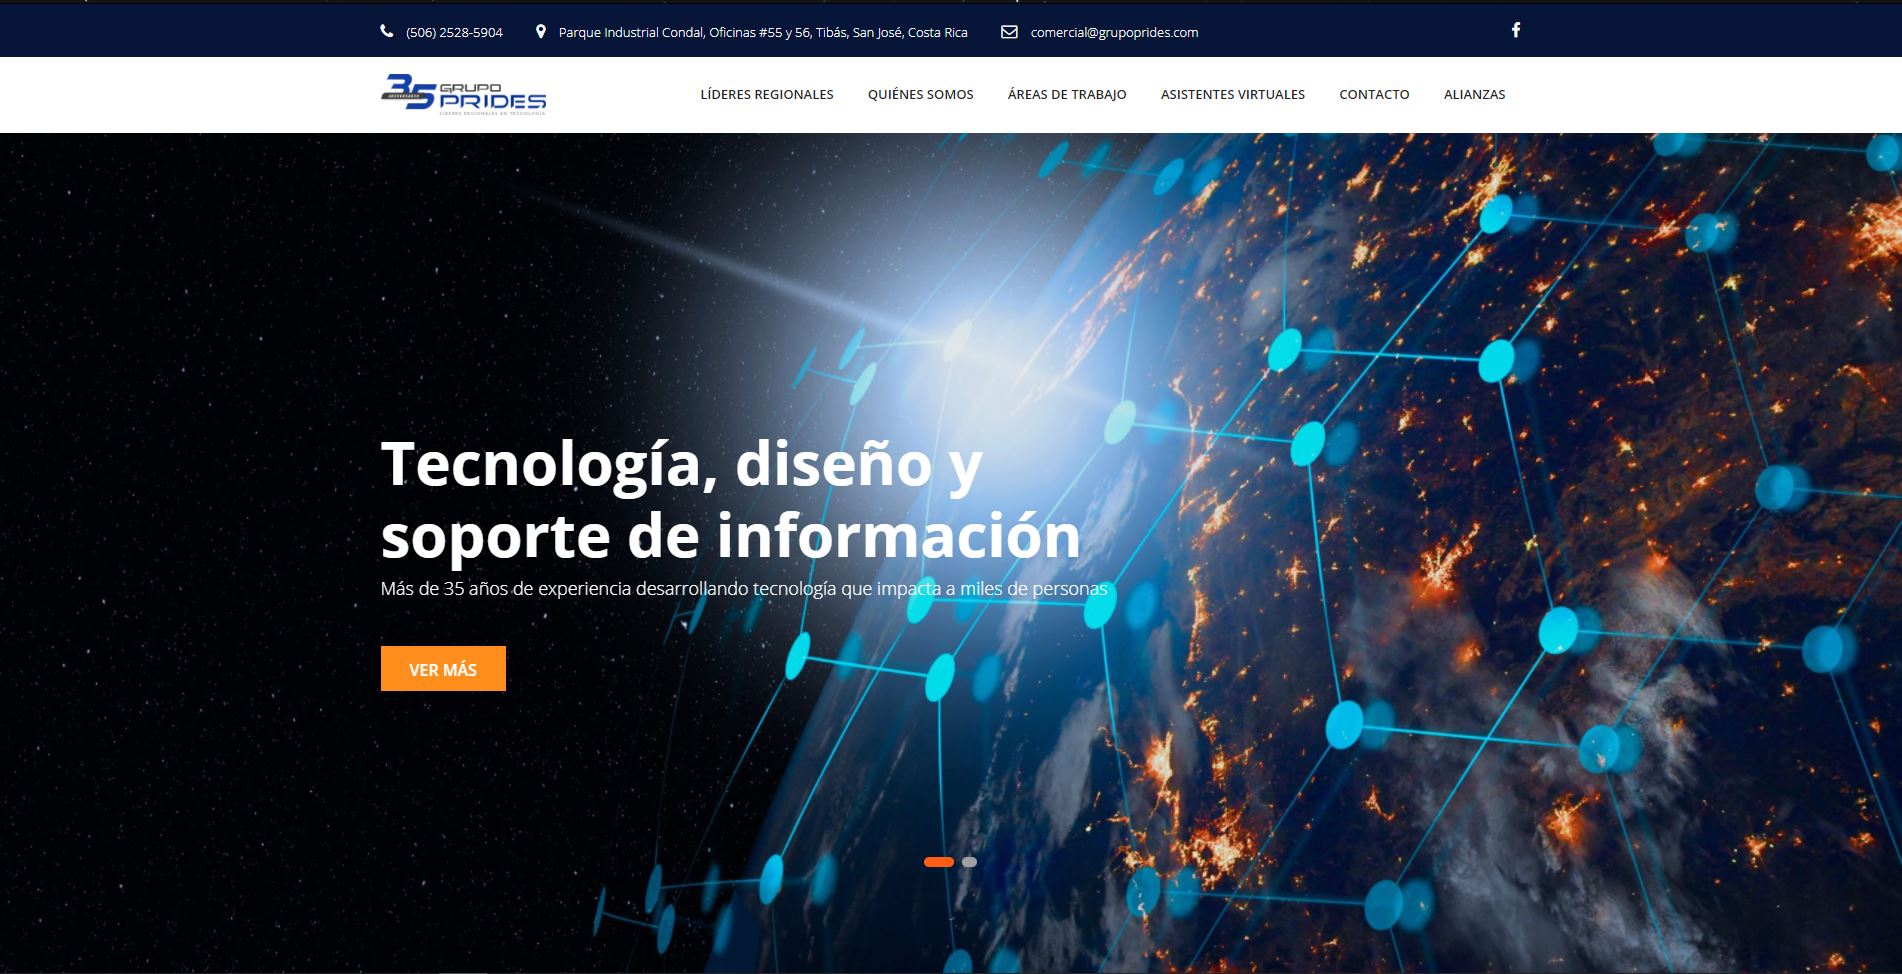 (506) 2528-5904
Parque Industrial Condal, Oficinas #55 y 56, Tibás, San José, Costa Rica
comercial@grupoprides.com
35
ANIVERSARIO
GRUPO
PRIDES
LÍDERES REGIONALES EN TECNOLOGÍA
LÍDERES REGIONALES
QUIÉNES SOMOS
ÁREAS DE TRABAJO
ASISTENTES VIRTUALES
CONTACTO
ALIANZAS
Tecnología, diseño y
soporte de información
Más de 35 años de experiencia desarrollando tecnología que impacta a miles de personas
VER MÁS